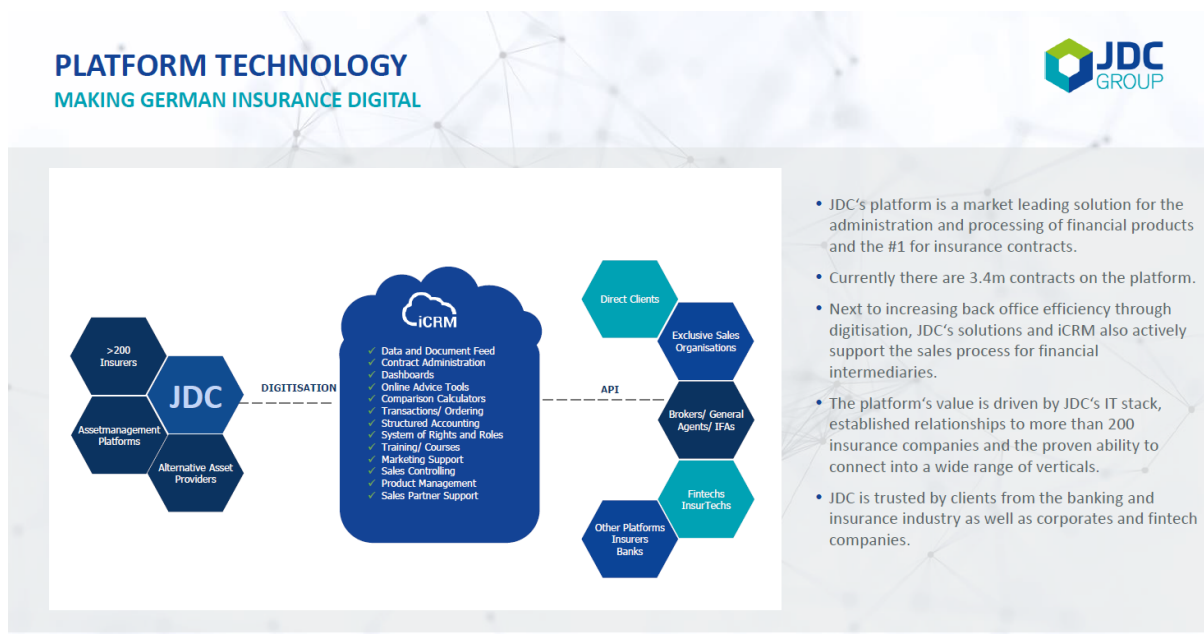 PLATFORM TECHNOLOGY
MAKING GERMAN INSURANCE DIGITAL
JDC
GROUP
>200
Insurers
JDC
Assetmanagement
Platforms
Alternative Asset
Providers
DIGITISATION
iCRM
✓ Data and Document Feed
✓ Contract Administration
✓ Dashboards
✓ Online Advice Tools
✓ Comparison Calculators
✓ Transactions/ Ordering
✓ Structured Accounting
✓ System of Rights and Roles
✓ Training/ Courses
✓ Marketing Support
✓ Sales Controlling
✓ Product Management
✓ Sales Partner Support
API
Direct Clients
Exclusive Sales
Organisations
Brokers/ General
Agents/ IFAs
Fintechs
InsurTechs
Other Platforms
Insurers
Banks
• JDC‘s platform is a market leading solution for the
administration and processing of financial products
and the #1 for insurance contracts.
• Currently there are 3.4m contracts on the platform.
• Next to increasing back office efficiency through
digitisation, JDC‘s solutions and iCRM also actively
support the sales process for financial
intermediaries.
• The platform‘s value is driven by JDC‘s IT stack,
established relationships to more than 200
insurance companies and the proven ability to
connect into a wide range of verticals.
• JDC is trusted by clients from the banking and
insurance industry as well as corporates and fintech
companies.